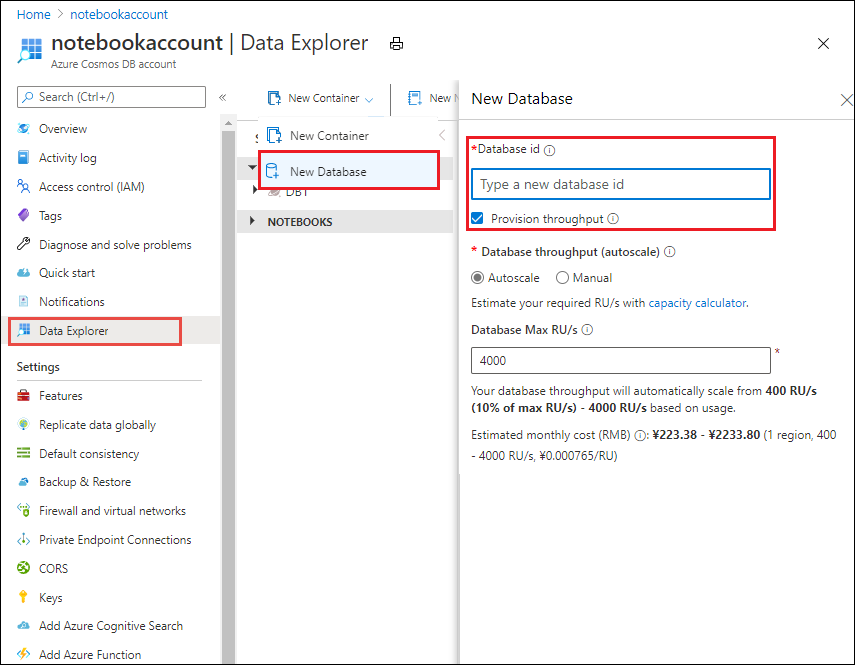 Home > notebookaccount
notebookaccount | Data Explorer
Azure Cosmos DB account
Search (Ctrl+/)
«
Overview
Activity log
Access control (IAM)
Tags
Diagnose and solve problems
Quick start
Notifications
Data Explorer
Settings
Features
Replicate data globally
Default consistency
Backup & Restore
Firewall and virtual networks
Private Endpoint Connections
CORS
Keys
Add Azure Cognitive Search
Add Azure Function
New Container
New
New Container
New Database
NOTEBOOKS
New Database
*Database id
Type a new database id
Provision throughput
* Database throughput (autoscale)
Autoscale Manual
Estimate your required RU/s with capacity calculator.
Database Max RU/s
4000 *
Your database throughput will automatically scale from 400 RU/s
(10% of max RU/s) - 4000 RU/s based on usage.
Estimated monthly cost (RMB) : ¥223.38 - ¥2233.80 (1 region, 400
- 4000 RU/s, ¥0.000765/RU)